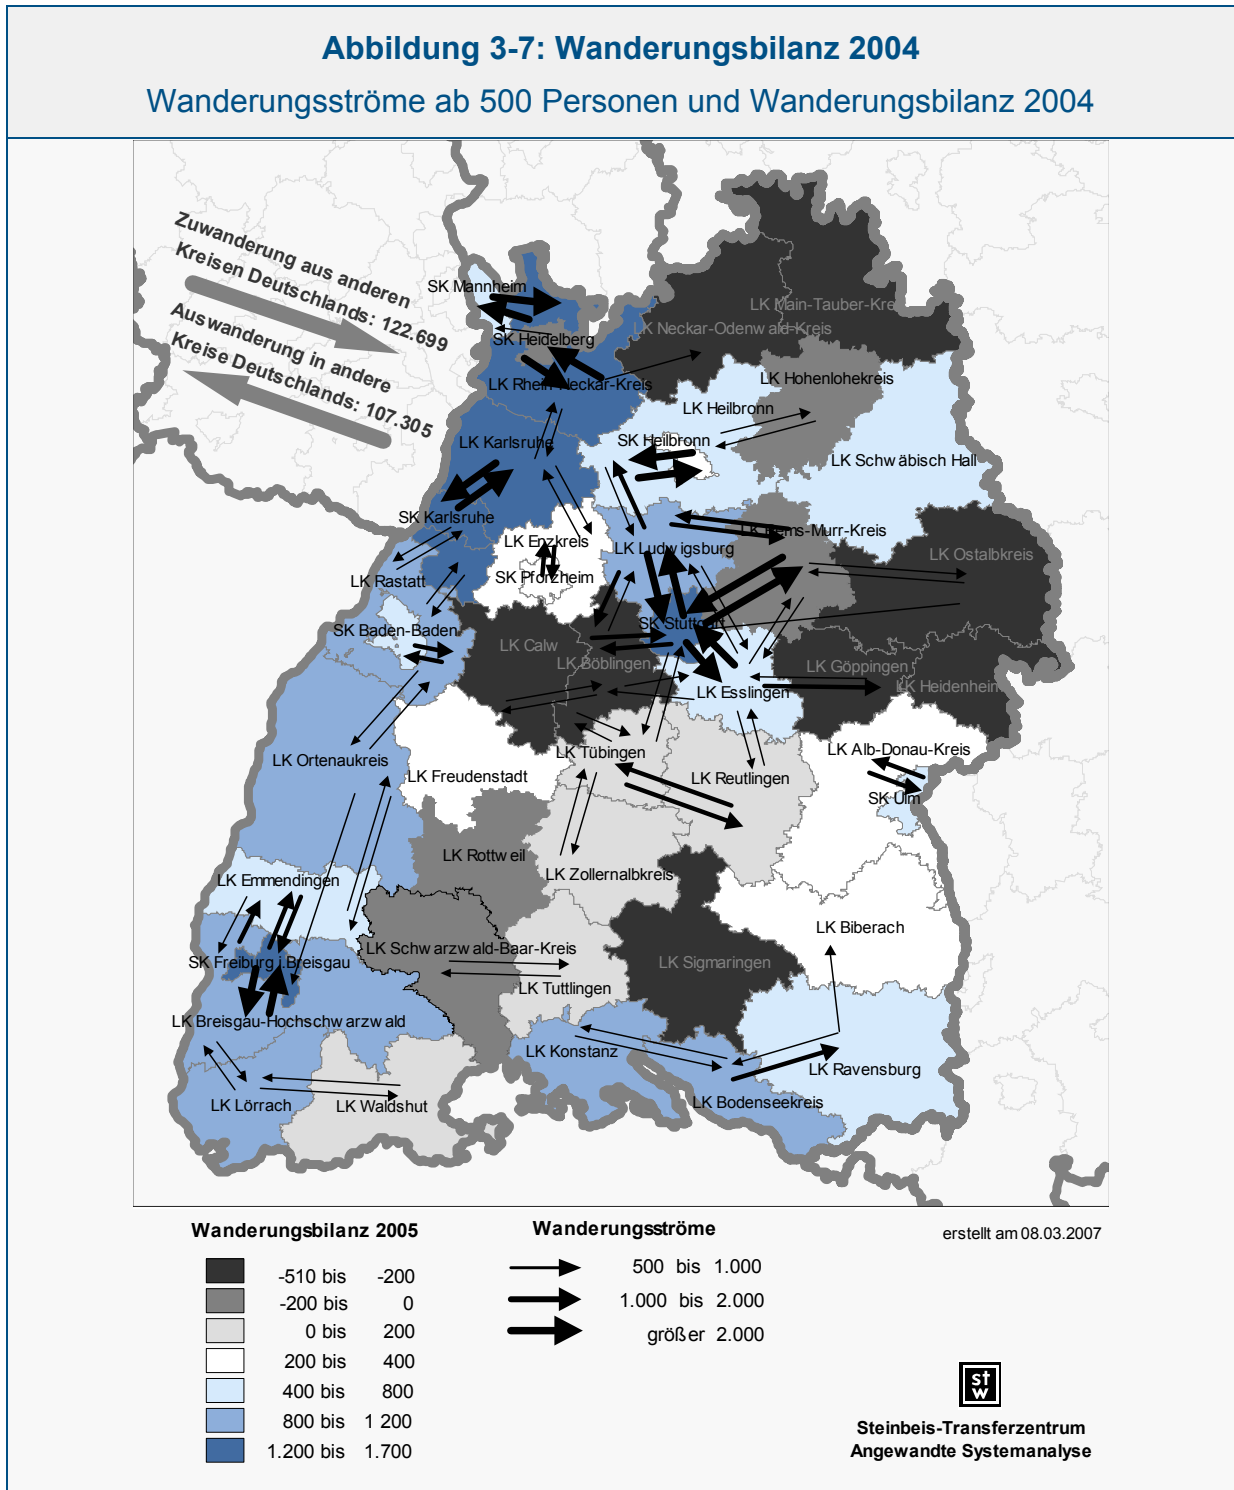 Abbildung 3-7: Wanderungsbilanz 2004
Wanderungsströme ab 500 Personen und Wanderungsbilanz 2004
Zuwanderung aus anderen
Kreisen Deutschlands: 122.699
Auswanderung in andere
Kreise Deutschlands: 107.305
SK Mannheim
LK Main-Tauber-Kre
LK Neckar-Odenwald-Kreis
SK Heidelberg
LK Rhein-Neckar-Kreis
LK Hohenlohekreis
LK Heilbronn
LK Karlsruhe
SK Heilbronn
LK Schwäbisch Hall
SK Karlsruhe
LK Rems-Murr-Kreis
LK Enzkreis
LK Ludwigsburg
LK Ostalbkreis
LK Rastatt
SK Pforzheim
SK Baden-Baden
SK Stuttgart
LK Calw
LK Böblingen
LK Göppingen
LK Esslingen
LK Heidenheim
LK Ortenaukreis
LK Tübingen
LK Alb-Donau-Kreis
LK Freudenstadt
LK Reutlingen
SK Ulm
LK Rottweil
LK Emmendingen
LK Zollernalbkreis
LK Biberach
LK Schwarzwald-Baar-Kreis
SK Freiburg i.Breisgau
LK Sigmaringen
LK Tuttlingen
LK Breisgau-Hochschwarzwald
LK Konstanz
LK Ravensburg
LK Lörrach
LK Waldshut
LK Bodenseekreis
Wanderungsbilanz 2005
-510 bis -200
-200 bis 0
0 bis 200
200 bis 400
400 bis 800
800 bis 1 200
1.200 bis 1.700
Wanderungsströme
500 bis 1.000
1.000 bis 2.000
größer 2.000
erstellt am 08.03.2007
st
w
Steinbeis-Transferzentrum
Angewandte Systemanalyse